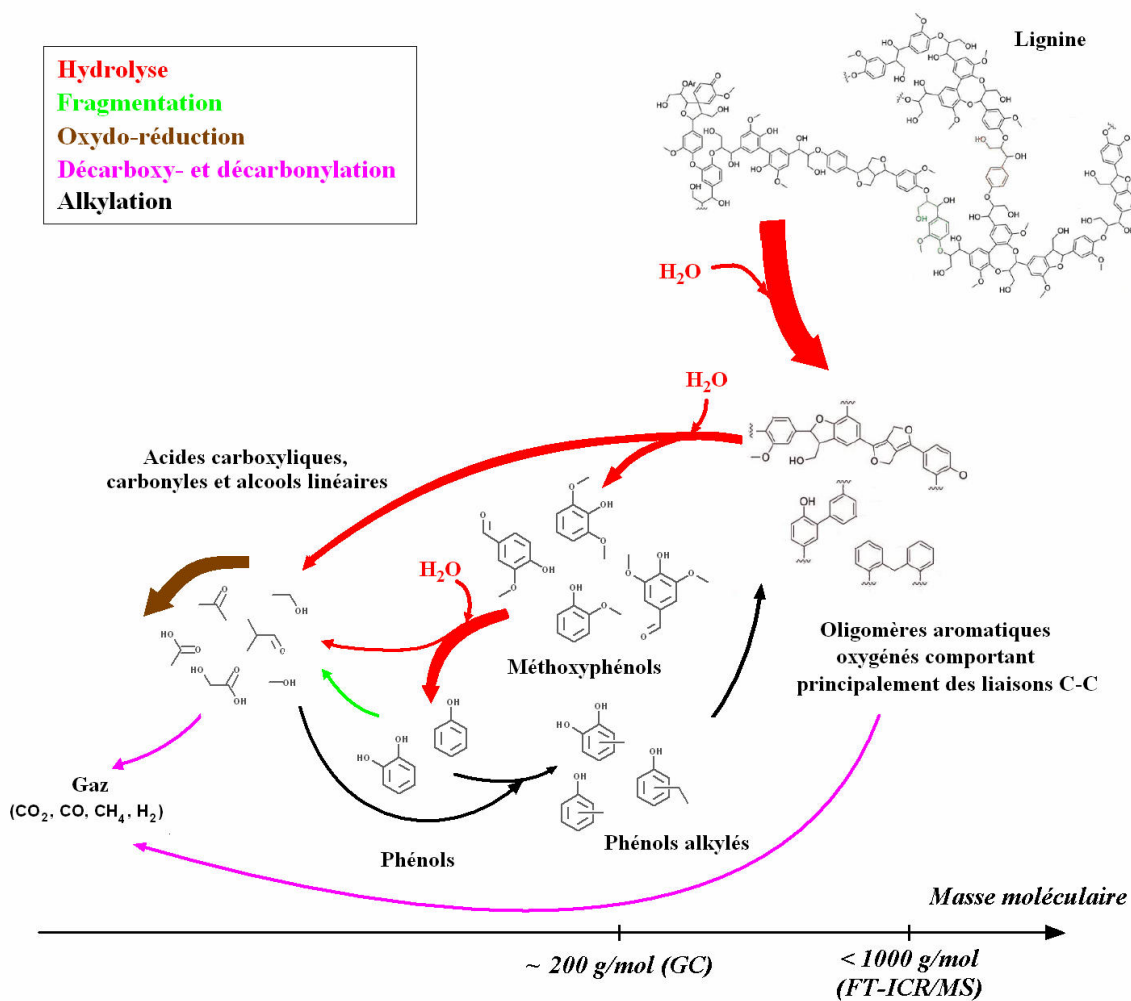 Hydrolyse
Fragmentation
Oxydo-réduction
Décarboxy- et décarbonylation
Alkylation
Lignine
H₂O
H₂O
Acides carboxyliques,
carbonyles et alcools linéaires
H₂O
Méthoxyphénols
Oligomères aromatiques
oxygénés comportant
principalement des liaisons C-C
Gaz
(CO₂, CO, CH₄, H₂)
Phénols
Phénols alkylés
Masse moléculaire
~ 200 g/mol (GC)
< 1000 g/mol
(FT-ICR/MS)